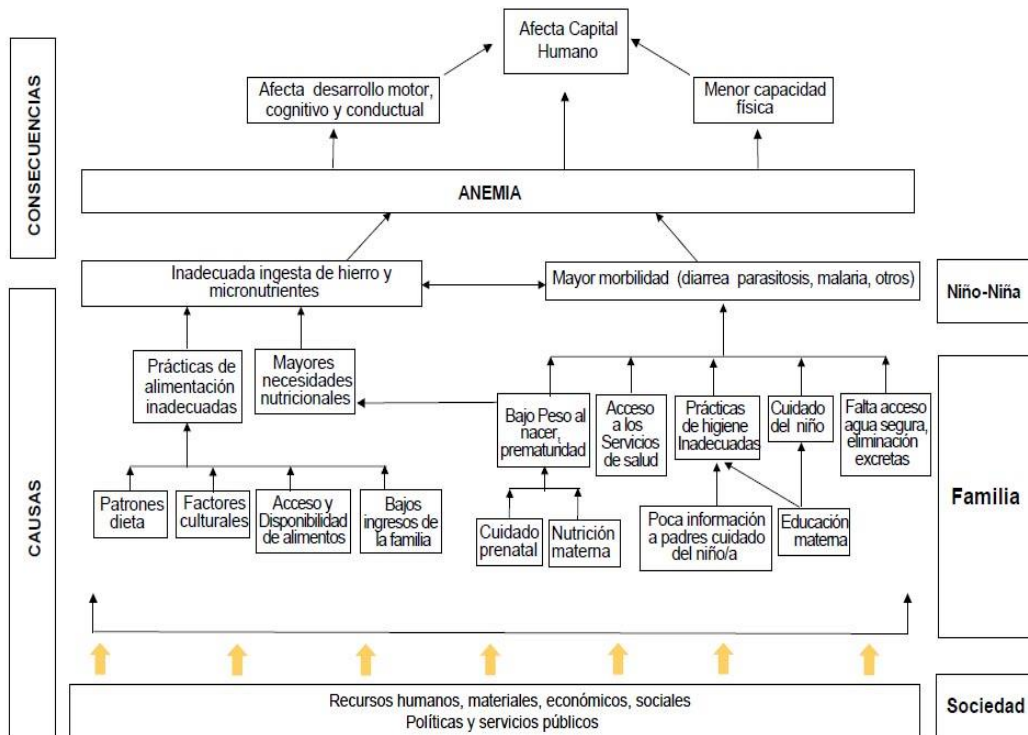 Afecta Capital
Humano
CONSECUENCIAS
Afecta desarrollo motor,
cognitivo y conductual
Menor capacidad
física
ANEMIA
Inadecuada ingesta de hierro y
micronutrientes
Mayor morbilidad (diarrea parasitosis, malaria, otros)
Niño-Niña
CAUSAS
Prácticas de
alimentación
inadecuadas
Mayores
necesidades
nutricionales
Bajo Peso al
nacer,
prematuridad
Acceso
a los
Servicios
de salud
Prácticas
de higiene
Inadecuadas
Cuidado
del niño
Falta acceso
agua segura,
eliminación
excretas
Familia
Patrones
dieta
Factores
culturales
Acceso y
Disponibilidad
de alimentos
Bajos
ingresos de
la familia
Cuidado
prenatal
Nutrición
materna
Poca información
a padres cuidado
del niño/a
Educación
materna
Recursos humanos, materiales, económicos, sociales
Políticas y servicios públicos
Sociedad